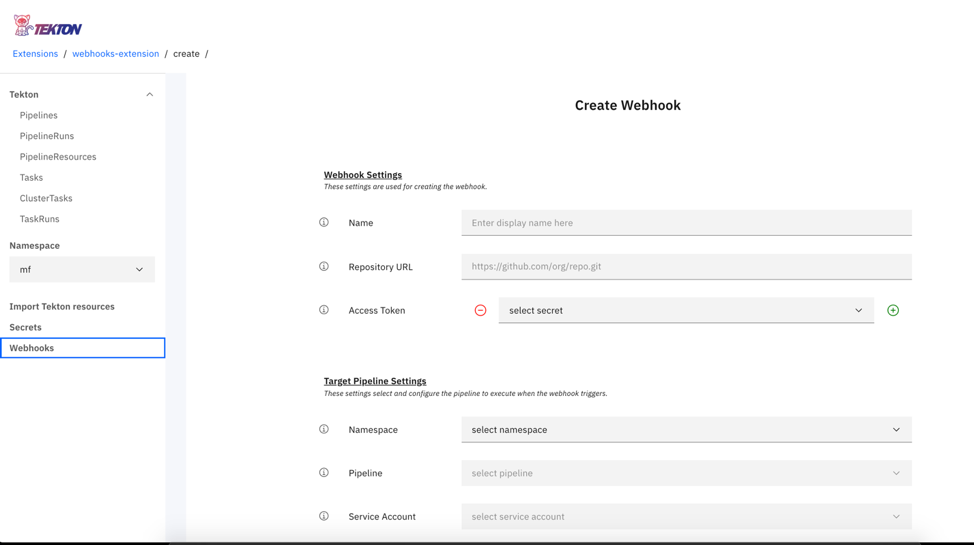 TEKTON
Extensions / webhooks-extension / create /
Tekton
Pipelines
PipelineRuns
PipelineResources
Tasks
ClusterTasks
TaskRuns
Namespace
mf
Import Tekton resources
Secrets
Webhooks
Create Webhook
Webhook Settings
These settings are used for creating the webhook.
Name Enter display name here
Repository URL https://github.com/org/repo.git
Access Token select secret
Target Pipeline Settings
These settings select and configure the pipeline to execute when the webhook triggers.
Namespace select namespace
Pipeline select pipeline
Service Account select service account